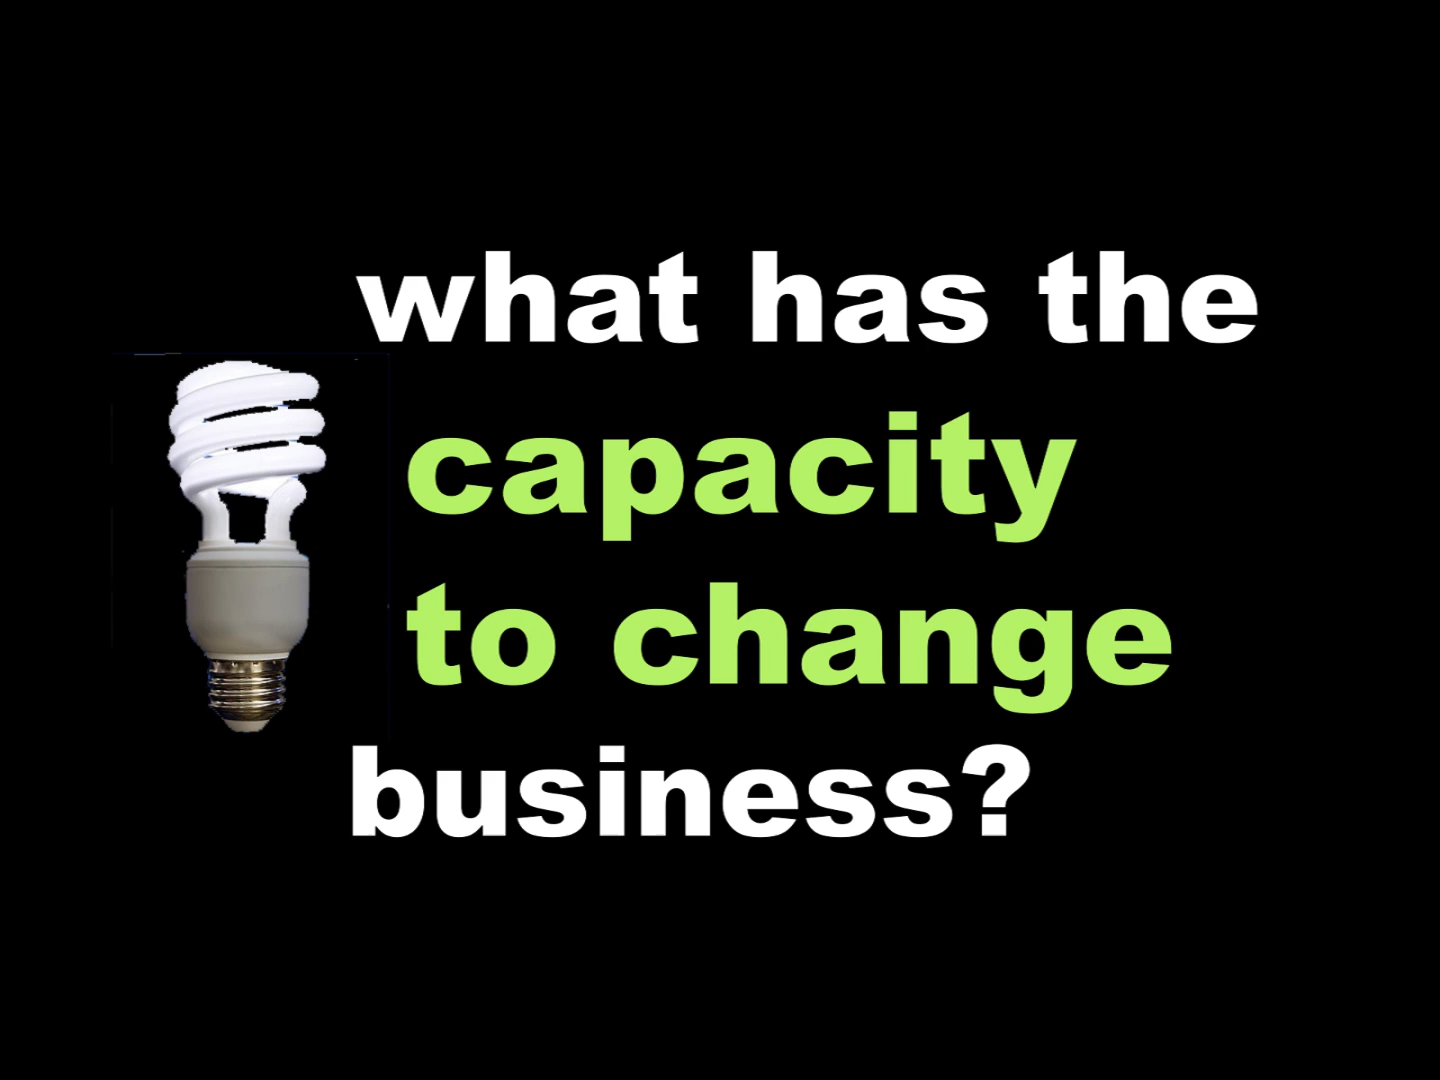 what has the
capacity
to change
business?